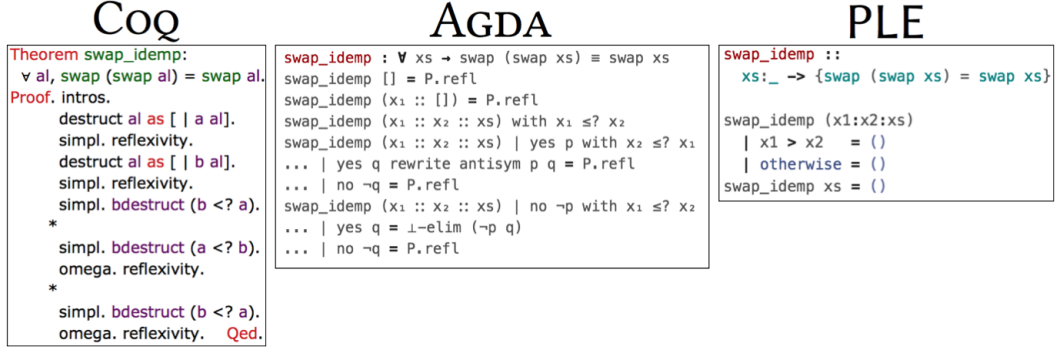 COQ
Theorem swap_idemp:
∀ al, swap (swap al) = swap al.
Proof. intros.
destruct al as [ | a al].
simpl. reflexivity.
destruct al as [ | b al].
simpl. reflexivity.
simpl. bdestruct (b <? a).
*
simpl. bdestruct (a <? b).
omega. reflexivity.
*
simpl. bdestruct (b <? a).
omega. reflexivity. Qed.
AGDA
swap_idemp : ∀ xs → swap (swap xs) ≡ swap xs
swap_idemp [] = P.refl
swap_idemp (x₁ :: []) = P.refl
swap_idemp (x₁ :: x₂ :: xs) with x₁ ≤? x₂
swap_idemp (x₁ :: x₂ :: xs) | yes p with x₂ ≤? x₁
... | yes q rewrite antisym p q = P.refl
... | no ¬q = P.refl
swap_idemp (x₁ :: x₂ :: xs) | no ¬p with x₁ ≤? x₂
... | yes q = ⊥-elim (¬p q)
... | no ¬q = P.refl
PLE
swap_idemp ::
xs:_ -> {swap (swap xs) = swap xs}
swap_idemp (x1:x2:xs)
| x1 > x2 = ()
| otherwise = ()
swap_idemp xs = ()